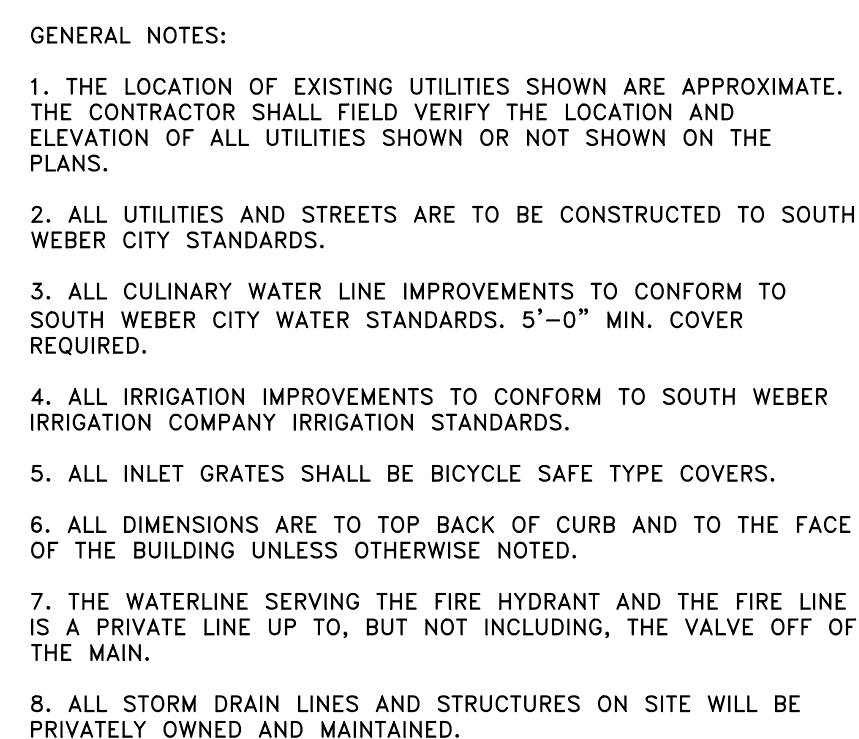 GENERAL NOTES:
1. THE LOCATION OF EXISTING UTILITIES SHOWN ARE APPROXIMATE.
THE CONTRACTOR SHALL FIELD VERIFY THE LOCATION AND
ELEVATION OF ALL UTILITIES SHOWN OR NOT SHOWN ON THE
PLANS.
2. ALL UTILITIES AND STREETS ARE TO BE CONSTRUCTED TO SOUTH
WEBER CITY STANDARDS.
3. ALL CULINARY WATER LINE IMPROVEMENTS TO CONFORM TO
SOUTH WEBER CITY WATER STANDARDS. 5'–0” MIN. COVER
REQUIRED.
4. ALL IRRIGATION IMPROVEMENTS TO CONFORM TO SOUTH WEBER
IRRIGATION COMPANY IRRIGATION STANDARDS.
5. ALL INLET GRATES SHALL BE BICYCLE SAFE TYPE COVERS.
6. ALL DIMENSIONS ARE TO TOP BACK OF CURB AND TO THE FACE
OF THE BUILDING UNLESS OTHERWISE NOTED.
7. THE WATERLINE SERVING THE FIRE HYDRANT AND THE FIRE LINE
IS A PRIVATE LINE UP TO, BUT NOT INCLUDING, THE VALVE OFF OF
THE MAIN.
8. ALL STORM DRAIN LINES AND STRUCTURES ON SITE WILL BE
PRIVATELY OWNED AND MAINTAINED.